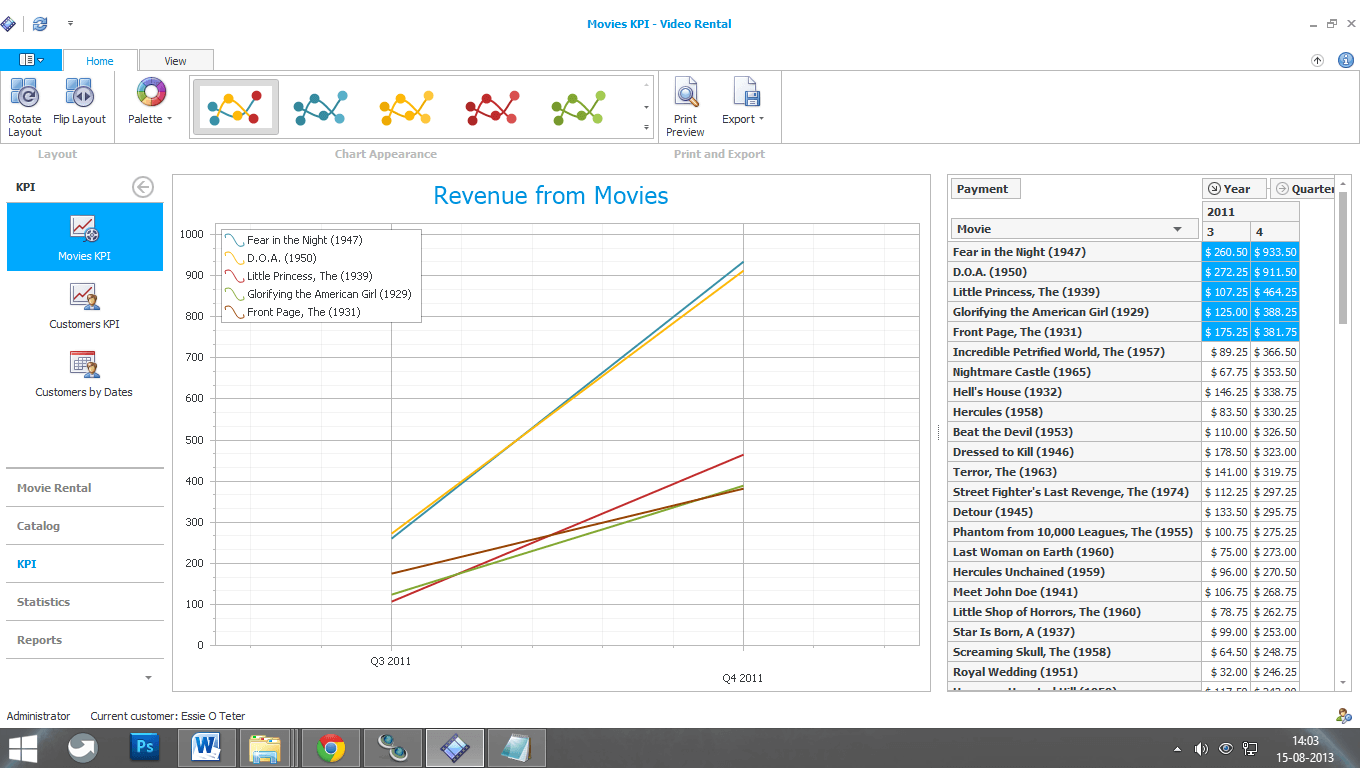 Movies KPI - Video Rental
Home
View
Rotate Layout
Flip Layout
Palette
Print Preview
Export
Layout
Chart Appearance
Print and Export
KPI
Movies KPI
Customers KPI
Customers by Dates
Movie Rental
Catalog
KPI
Statistics
Reports
Revenue from Movies
Fear in the Night (1947)
D.O.A. (1950)
Little Princess, The (1939)
Glorifying the American Girl (1929)
Front Page, The (1931)
1000
900
800
700
600
500
400
300
200
100
0
Q3 2011
Q4 2011
Payment
Year
Quarter
2011
Movie
3
4
Fear in the Night (1947) $ 260.50 $ 933.50
D.O.A. (1950) $ 272.25 $ 911.50
Little Princess, The (1939) $ 107.25 $ 464.25
Glorifying the American Girl (1929) $ 125.00 $ 388.25
Front Page, The (1931) $ 175.25 $ 381.75
Incredible Petrified World, The (1957) $ 89.25 $ 366.50
Nightmare Castle (1965) $ 67.75 $ 353.50
Hell's House (1932) $ 146.25 $ 338.75
Hercules (1958) $ 83.50 $ 330.25
Beat the Devil (1953) $ 110.00 $ 326.50
Dressed to Kill (1946) $ 178.50 $ 323.00
Terror, The (1963) $ 141.00 $ 319.75
Street Fighter's Last Revenge, The (1974) $ 112.25 $ 297.25
Detour (1945) $ 133.50 $ 295.75
Phantom from 10,000 Leagues, The (1955) $ 100.75 $ 275.25
Last Woman on Earth (1960) $ 75.00 $ 273.00
Hercules Unchained (1959) $ 96.00 $ 270.50
Meet John Doe (1941) $ 106.75 $ 268.75
Little Shop of Horrors, The (1960) $ 78.75 $ 262.75
Star Is Born, A (1937) $ 99.00 $ 253.00
Screaming Skull, The (1958) $ 64.50 $ 248.75
Royal Wedding (1951) $ 32.00 $ 246.25
Administrator
Current customer: Essie O Teter
Ps
W
14:03
15-08-2013